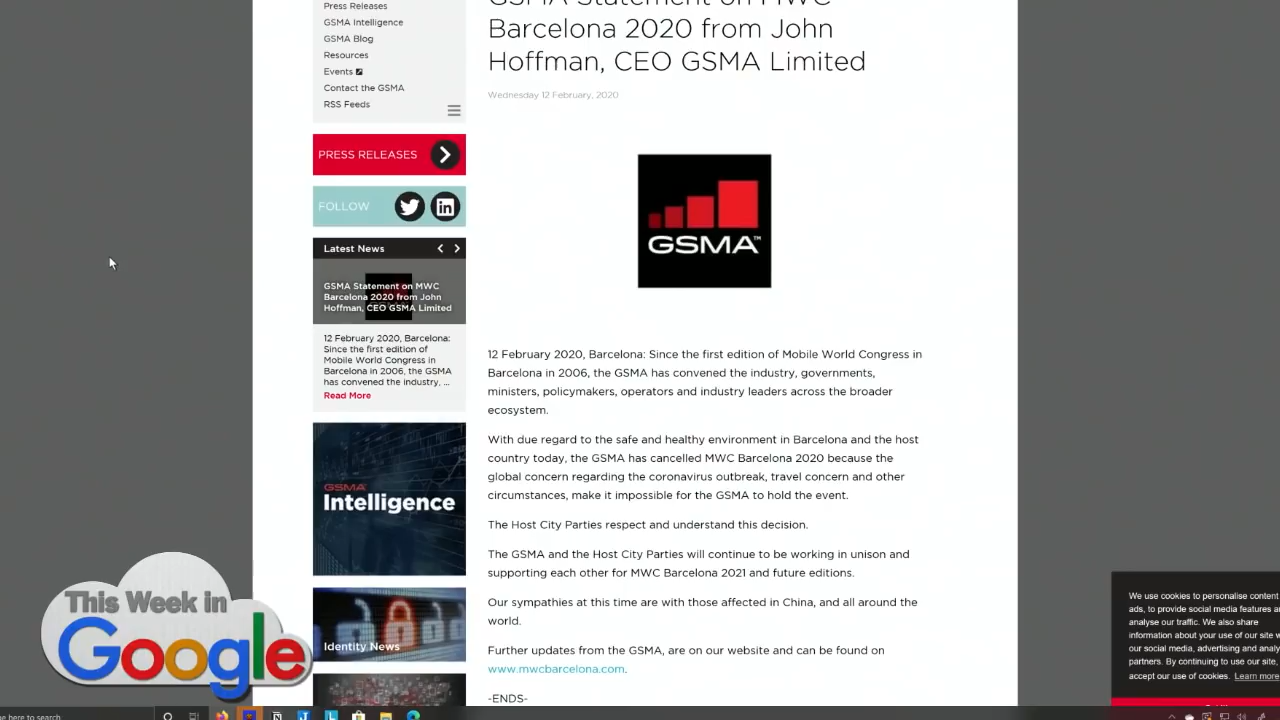 Press Releases
GSMA Intelligence
GSMA Blog
Resources
Events
Contact the GSMA
RSS Feeds
PRESS RELEASES
FOLLOW
Latest News
GSMA Statement on MWC
Barcelona 2020 from John
Hoffman, CEO GSMA Limited
12 February 2020, Barcelona:
Since the first edition of
Mobile World Congress in
Barcelona in 2006, the GSMA
has convened the industry, ...
Read More
GSMA
Intelligence
Identity News
GSMA Statement on MWC
Barcelona 2020 from John
Hoffman, CEO GSMA Limited
Wednesday 12 February, 2020
GSMA™
12 February 2020, Barcelona: Since the first edition of Mobile World Congress in
Barcelona in 2006, the GSMA has convened the industry, governments,
ministers, policymakers, operators and industry leaders across the broader
ecosystem.
With due regard to the safe and healthy environment in Barcelona and the host
country today, the GSMA has cancelled MWC Barcelona 2020 because the
global concern regarding the coronavirus outbreak, travel concern and other
circumstances, make it impossible for the GSMA to hold the event.
The Host City Parties respect and understand this decision.
The GSMA and the Host City Parties will continue to be working in unison and
supporting each other for MWC Barcelona 2021 and future editions.
Our sympathies at this time are with those affected in China, and all around the
world.
Further updates from the GSMA, are on our website and can be found on
www.mwcbarcelona.com.
-ENDS-
This Week in
Google
We use cookies to personalise content
ads, to provide social media features a
analyse our traffic. We also share
information about your use of our site w
our social media, advertising and analy
partners. By continuing to use our site,
accept our use of cookies. Learn more
e here to search